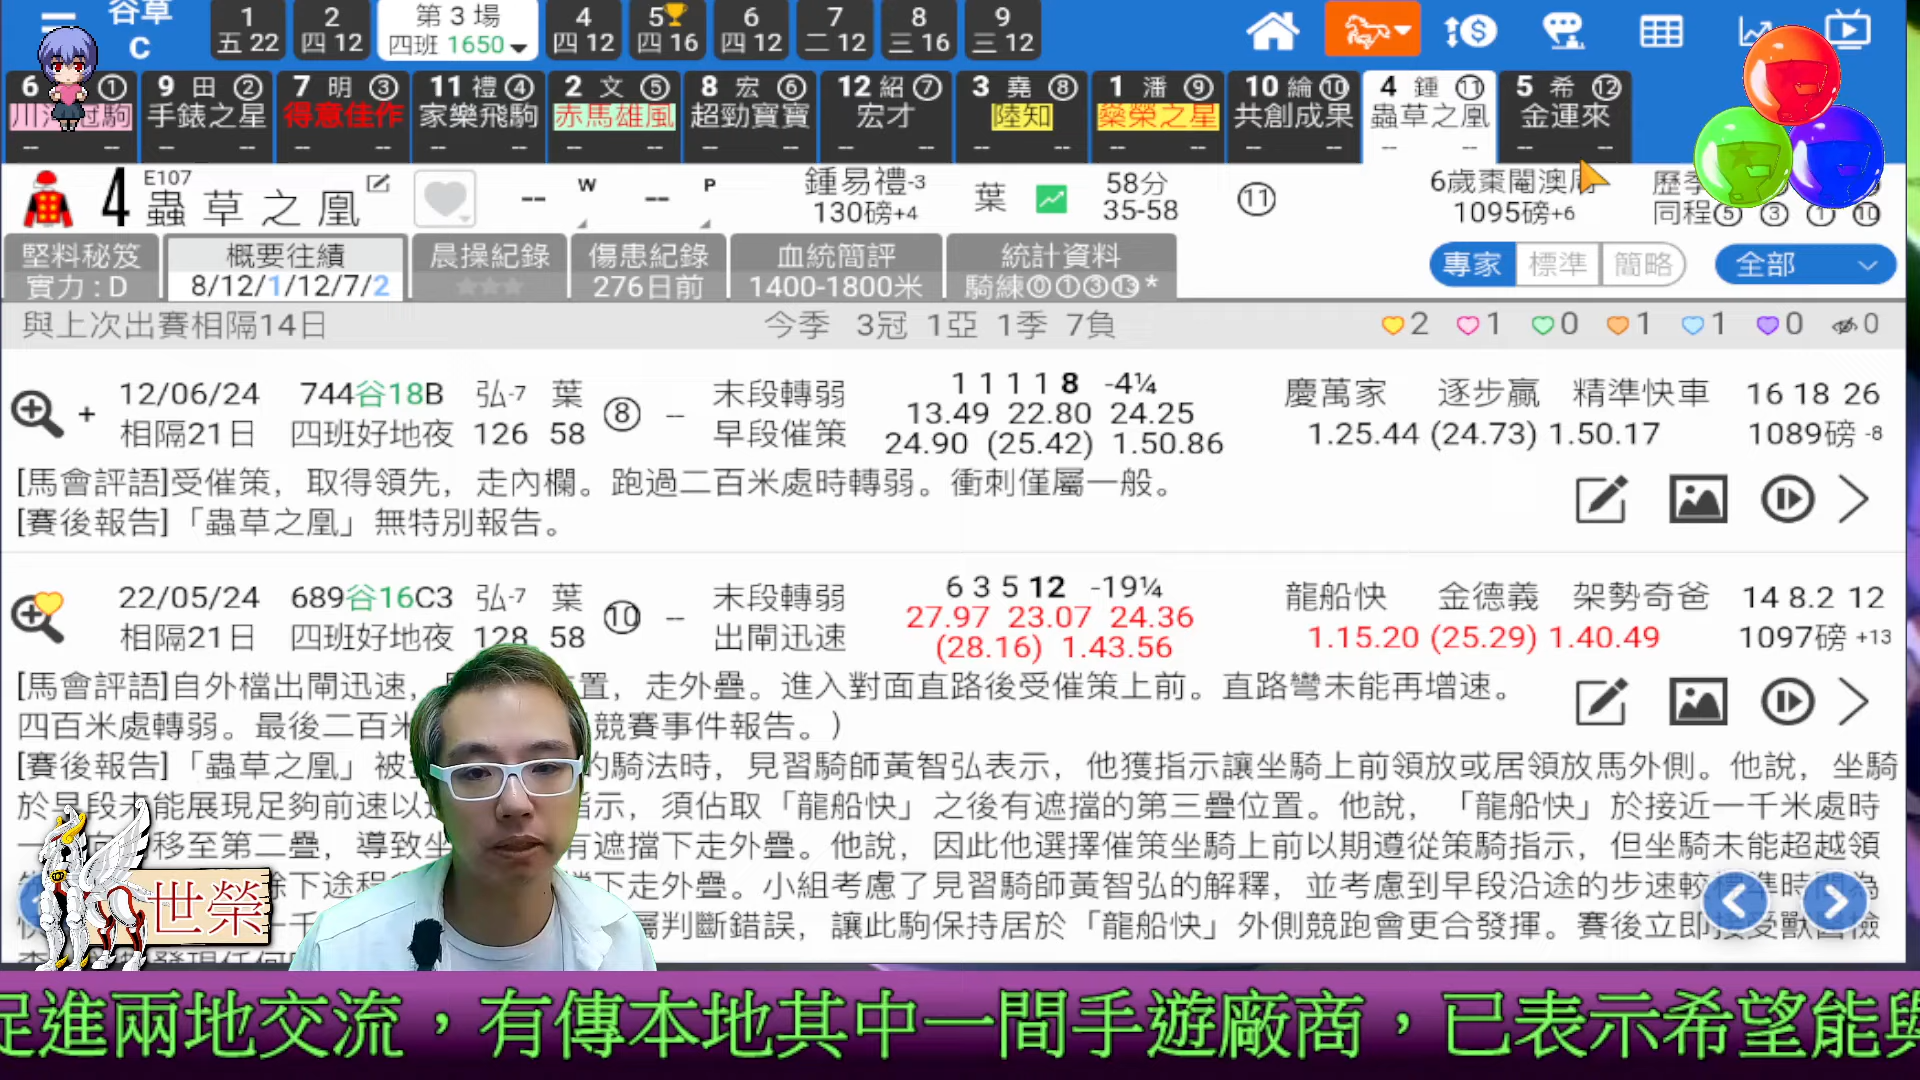 谷草
C
1
五 22
2
四 12
第 3 場
四班 1650
4
四 12
5
四 16
6
四 12
7
二 12
8
三 16
9
三 12
6 ①
冠駒
-- --
9 田 ②
手錶之星
-- --
7 明 ③
得意佳作
-- --
11 禮 ④
家樂飛駒
-- --
2 文 ⑤
赤馬雄風
-- --
8 宏 ⑥
超勁寶寶
-- --
12 紹 ⑦
宏才
-- --
3 堯 ⑧
陸知
-- --
1 潘 ⑨
燊榮之星
-- --
10 綸 ⑩
共創成果
-- --
4 鍾 ⑪
蟲草之凰
-- --
5 希 ⑫
金運來
-- --
4 E107
蟲草之凰
-- W -- P
鍾易禮-3
130磅+4
葉
58分
35-58
⑪
6歲棗閹澳
1095磅+6
同程⑤ ③ ① ⑩
堅料秘笈
實力 : D
概要往績
8/12/1/12/7/2
晨操紀錄
★★★
傷患紀錄
276日前
血統簡評
1400-1800米
統計資料
騎練⓪①③⑬*
專家 標準 簡略
全部
與上次出賽相隔14日 今季 3冠 1亞 1季 7負 2 1 0 1 1 0 0
12/06/24 744谷18B 弘-7 葉 ⑧ -- 末段轉弱 1 1 1 1 8 -4¼ 慶萬家 逐步贏 精準快車 16 18 26
相隔21日 四班好地夜 126 58 早段催策 13.49 22.80 24.25
24.90 (25.42) 1.50.86 1.25.44 (24.73) 1.50.17 1089磅 -8
[馬會評語]受催策，取得領先，走內欄。跑過二百米處時轉弱。衝刺僅屬一般。
[賽後報告]「蟲草之凰」無特別報告。
22/05/24 689谷16C3 弘-7 葉 ⑩ -- 末段轉弱 6 3 5 12 -19¼ 龍船快 金德義 架勢奇爸 14 8.2 12
相隔21日 四班好地夜 128 58 出閘迅速 27.97 23.07 24.36
(28.16) 1.43.56 1.15.20 (25.29) 1.40.49 1097磅 +13
[馬會評語]自外檔出閘迅速，置，走外疊。進入對面直路後受催策上前。直路彎未能再增速。
四百米處轉弱。最後二百米競賽事件報告。）
[賽後報告]「蟲草之凰」被的騎法時，見習騎師黃智弘表示，他獲指示讓坐騎上前領放或居領放馬外側。他說，坐騎
於早段未能展現足夠前速以指示，須佔取「龍船快」之後有遮擋的第三疊位置。他說，「龍船快」於接近一千米處時
移至第二疊，導致坐有遮擋下走外疊。他說，因此他選擇催策坐騎上前以期遵從策騎指示，但坐騎未能超越領
餘下途程擋下走外疊。小組考慮了見習騎師黃智弘的解釋，並考慮到早段沿途的步速較標準時間為
千屬判斷錯誤，讓此駒保持居於「龍船快」外側競跑會更合發揮。賽後立即接受獸醫檢
世榮
促進兩地交流，有傳本地其中一間手遊廠商，已表示希望能與